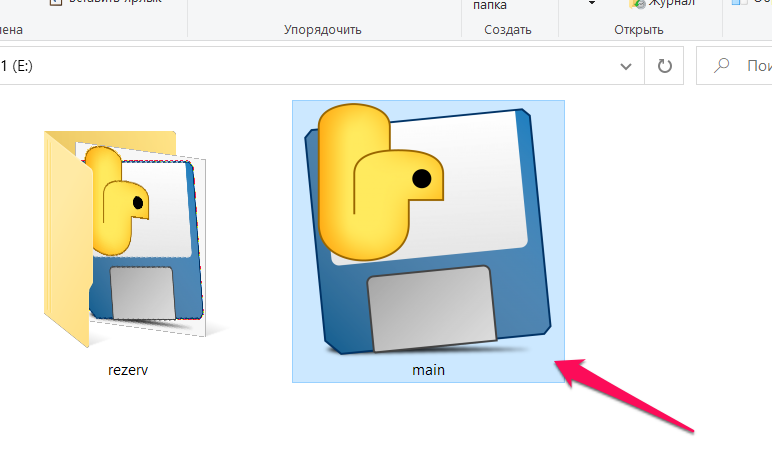 вставить ярлык
мена
Упорядочить
папка
Создать
Журнал
Открыть
1 (E:)
Пои
rezerv
main